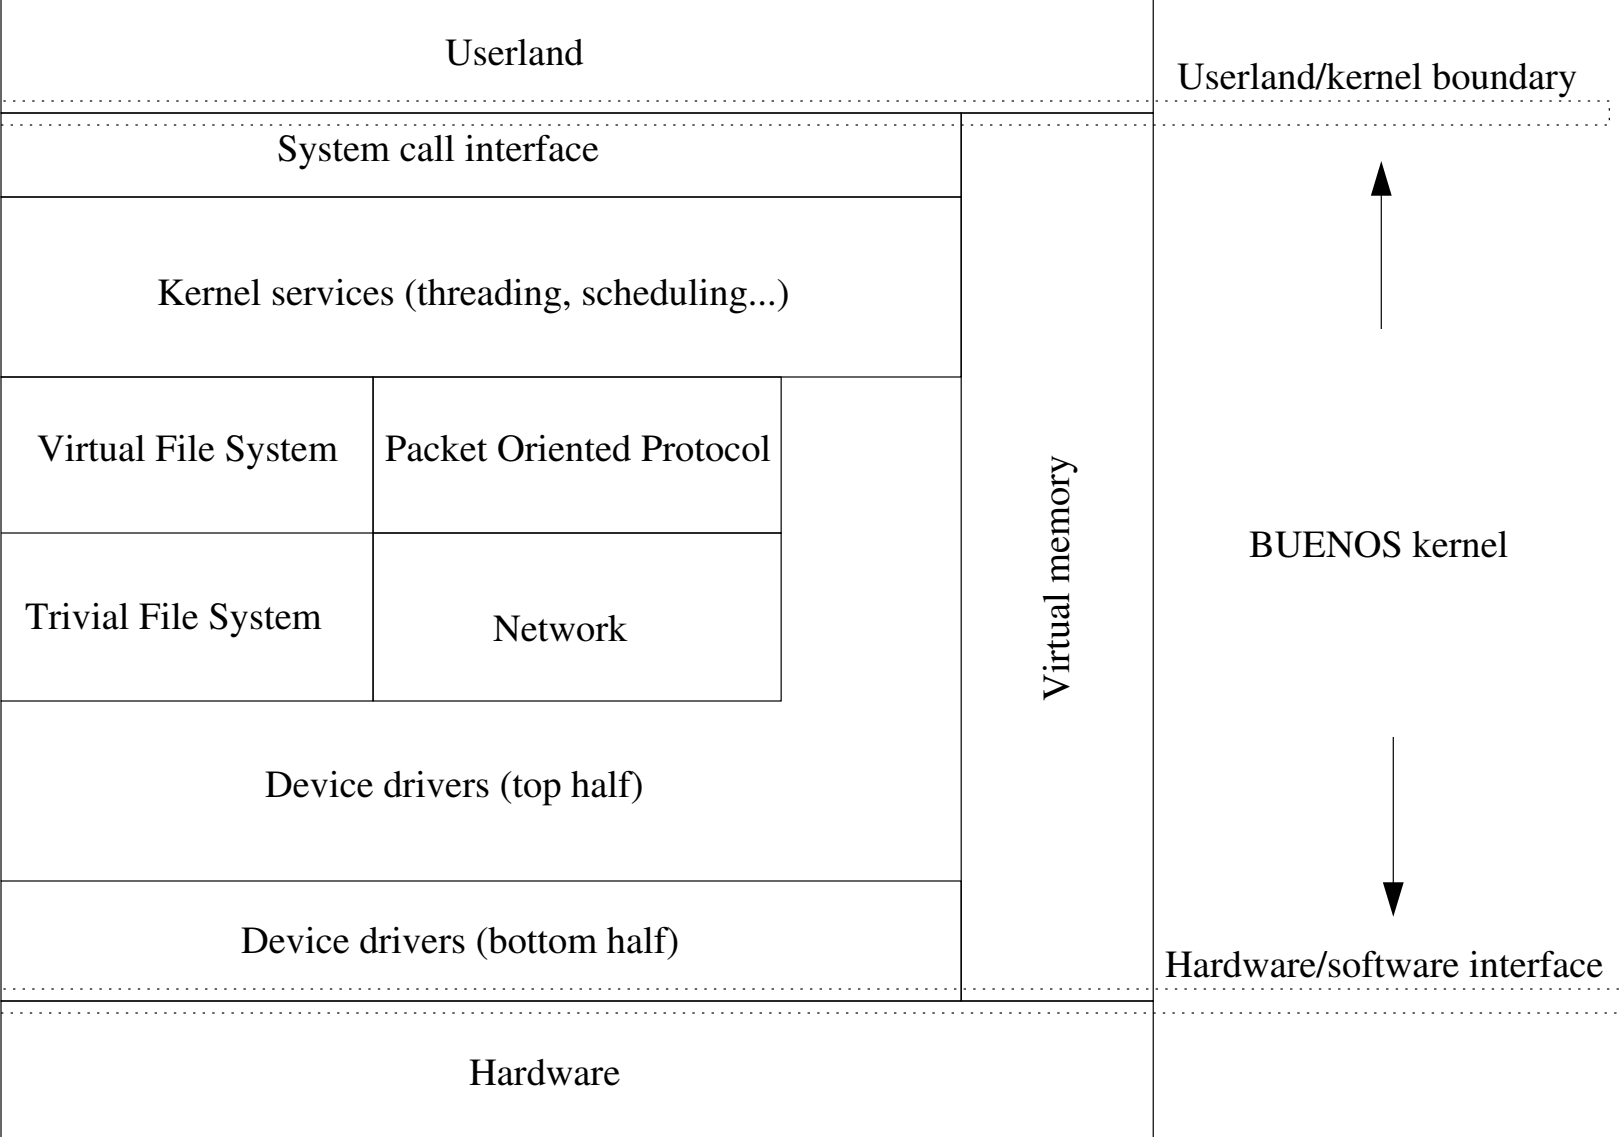 Userland
Userland/kernel boundary
System call interface
Kernel services (threading, scheduling...)
Virtual File System
Packet Oriented Protocol
Virtual memory
BUENOS kernel
Trivial File System
Network
Device drivers (top half)
Device drivers (bottom half)
Hardware/software interface
Hardware